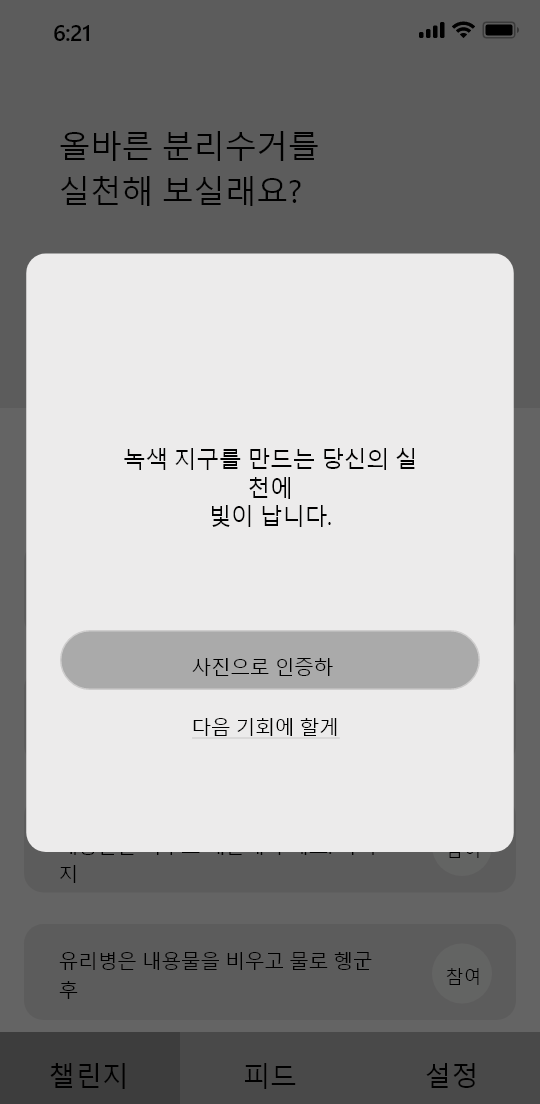 6:21
올바른 분리수거를
실천해 보실래요?
녹색 지구를 만드는 당신의 실
천에
빛이 납니다.
사진으로 인증하
다음 기회에 할게
지
유리병은 내용물을 비우고 물로 헹군
후
참여
챌린지 피드 설정